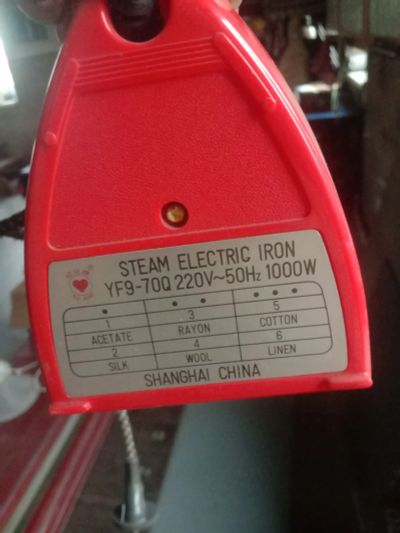 STEAM ELECTRIC IRON
YF9-70Q 220V~50Hz 1000W
1 3 5
ACETATE RAYON COTTON
2 4 6
SILK WOOL LINEN
SHANGHAI CHINA